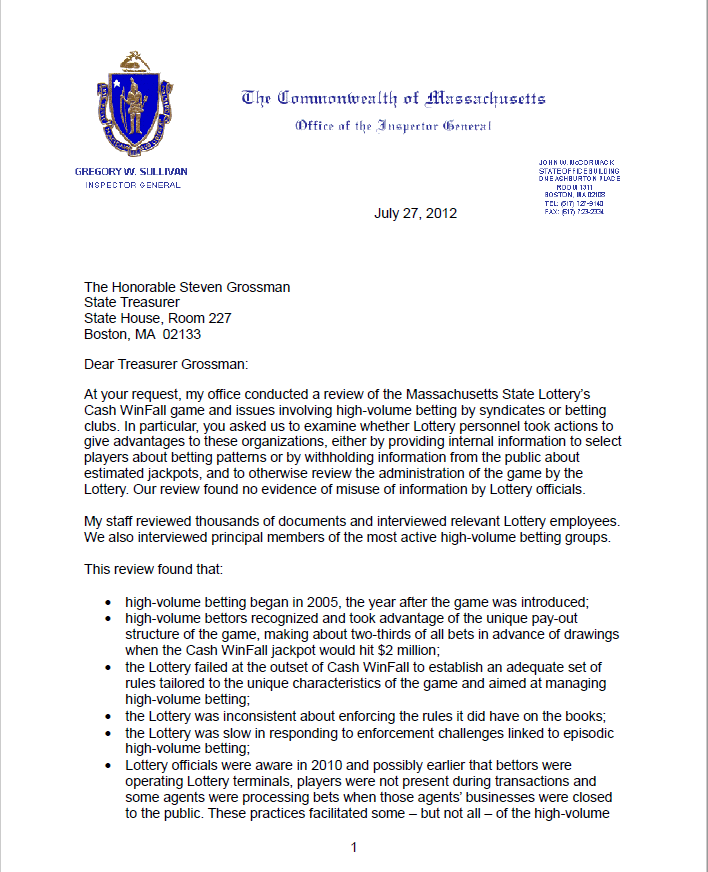 The Commonwealth of Massachusetts
Office of the Inspector General
GREGORY W. SULLIVAN
INSPECTOR GENERAL
JOHN W. McCORMACK
STATE OFFICE BUILDING
ONE ASHBURTON PLACE
ROOM 1311
BOSTON, MA 02108
TEL: (617) 727-9140
FAX: (617) 723-2334
July 27, 2012
The Honorable Steven Grossman
State Treasurer
State House, Room 227
Boston, MA 02133
Dear Treasurer Grossman:
At your request, my office conducted a review of the Massachusetts State Lottery’s
Cash WinFall game and issues involving high-volume betting by syndicates or betting
clubs. In particular, you asked us to examine whether Lottery personnel took actions to
give advantages to these organizations, either by providing internal information to select
players about betting patterns or by withholding information from the public about
estimated jackpots, and to otherwise review the administration of the game by the
Lottery. Our review found no evidence of misuse of information by Lottery officials.
My staff reviewed thousands of documents and interviewed relevant Lottery employees.
We also interviewed principal members of the most active high-volume betting groups.
This review found that:
• high-volume betting began in 2005, the year after the game was introduced;
• high-volume bettors recognized and took advantage of the unique pay-out
structure of the game, making about two-thirds of all bets in advance of drawings
when the Cash WinFall jackpot would hit $2 million;
• the Lottery failed at the outset of Cash WinFall to establish an adequate set of
rules tailored to the unique characteristics of the game and aimed at managing
high-volume betting;
• the Lottery was inconsistent about enforcing the rules it did have on the books;
• the Lottery was slow in responding to enforcement challenges linked to episodic
high-volume betting;
• Lottery officials were aware in 2010 and possibly earlier that bettors were
operating Lottery terminals, players were not present during transactions and
some agents were processing bets when those agents’ businesses were closed
to the public. These practices facilitated some – but not all – of the high-volume
1